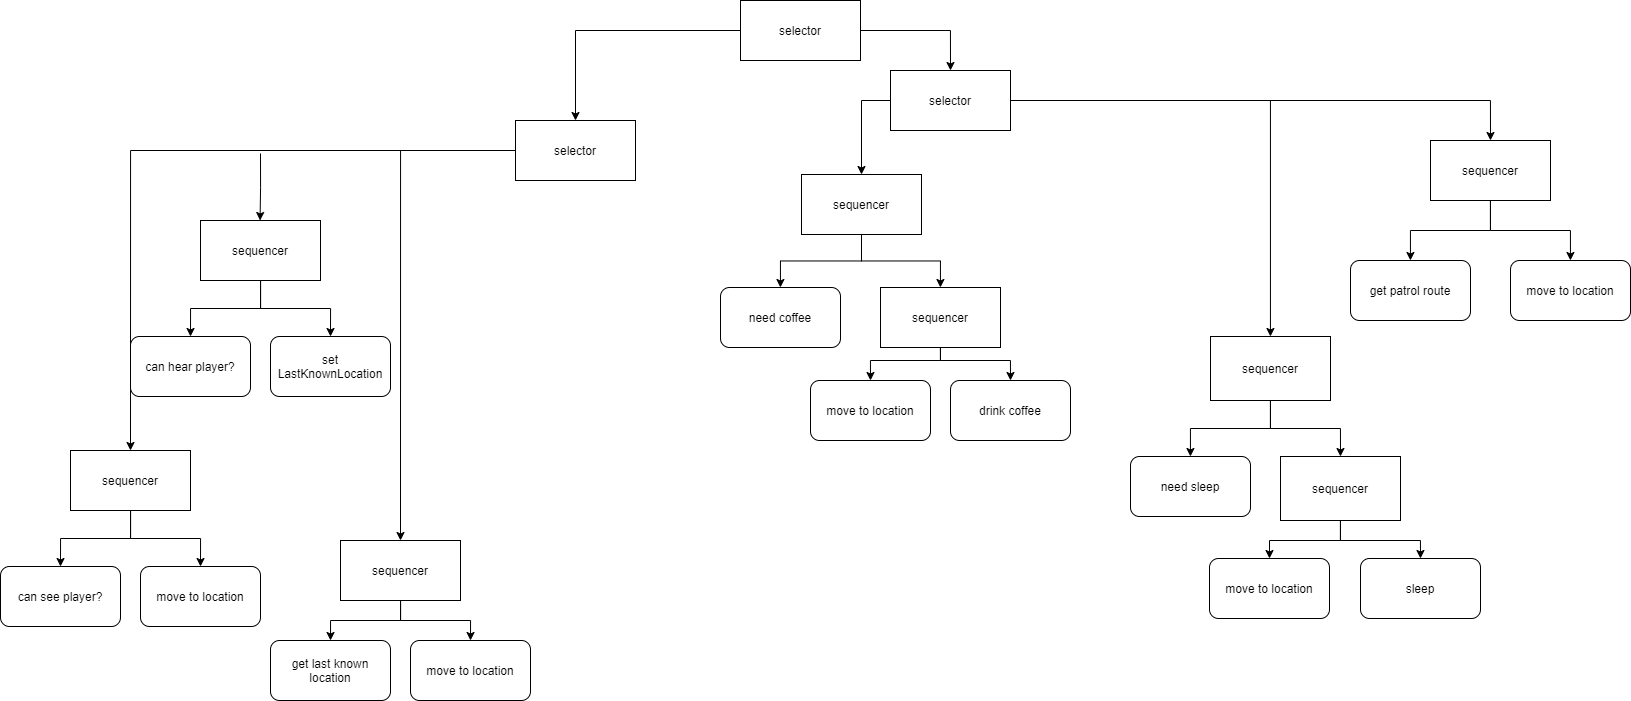 selector
selector
selector
sequencer
sequencer
sequencer
need coffee
sequencer
get patrol route
move to location
can hear player?
set
LastKnownLocation
move to location
drink coffee
sequencer
sequencer
need sleep
sequencer
can see player?
move to location
sequencer
move to location
sleep
get last known
location
move to location